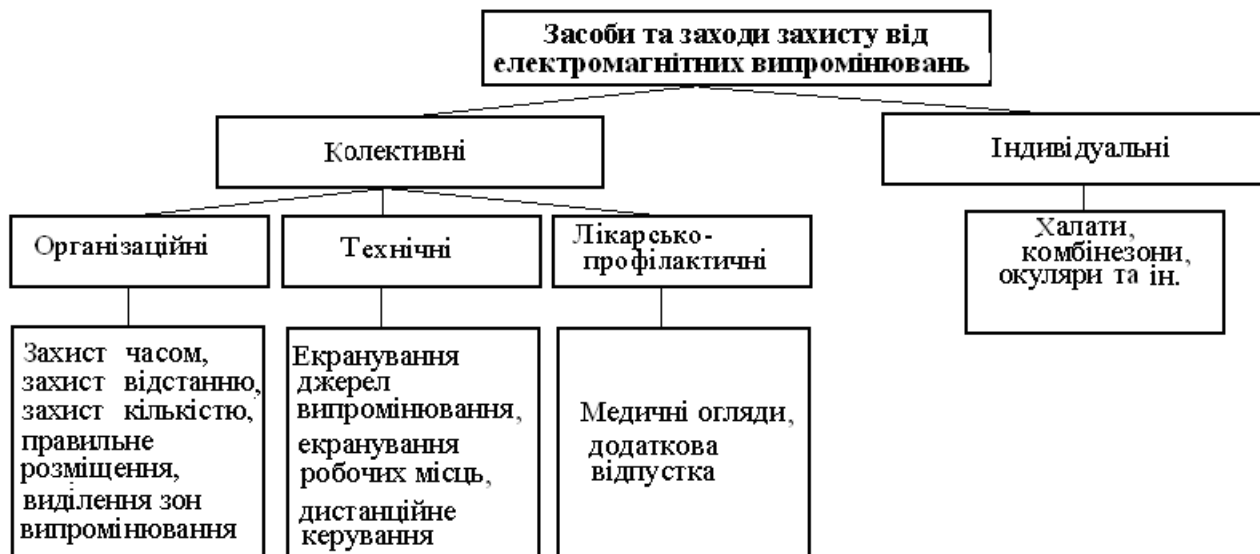 Засоби та заходи захисту від
електромагнітних випромінювань
Колективні
Індивідуальні
Організаційні
Технічні
Лікарсько-
профілактичні
Халати,
комбінезони,
окуляри та ін.
Захист часом,
захист відстанню,
захист кількістю,
правильне
розміщення,
виділення зон
випромінювання
Екранування
джерел
випромінювання,
екранування
робочих місць,
дистанційне
керування
Медичні огляди,
додаткова
відпустка